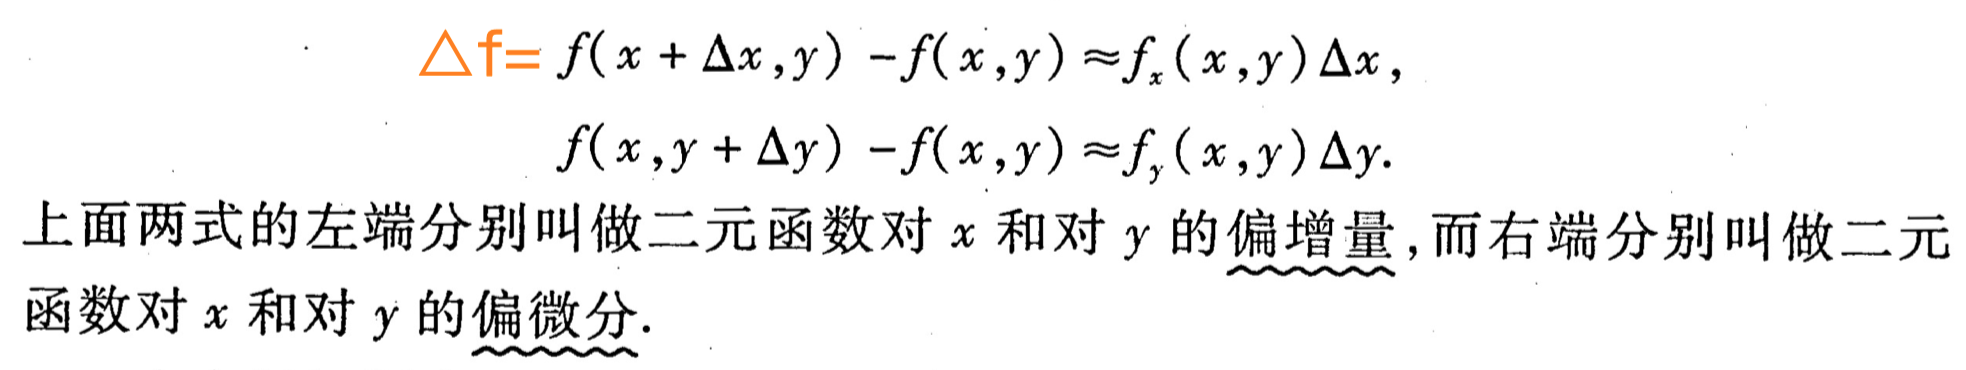 △f= f(x + Δx,y) -f(x,y)≈fₓ(x,y)Δx,
f(x,y + Δy) -f(x,y)≈f_y(x,y)Δy.
上面两式的左端分别叫做二元函数对 x 和对 y 的偏增量,而右端分别叫做二元
函数对 x 和对 y 的偏微分.